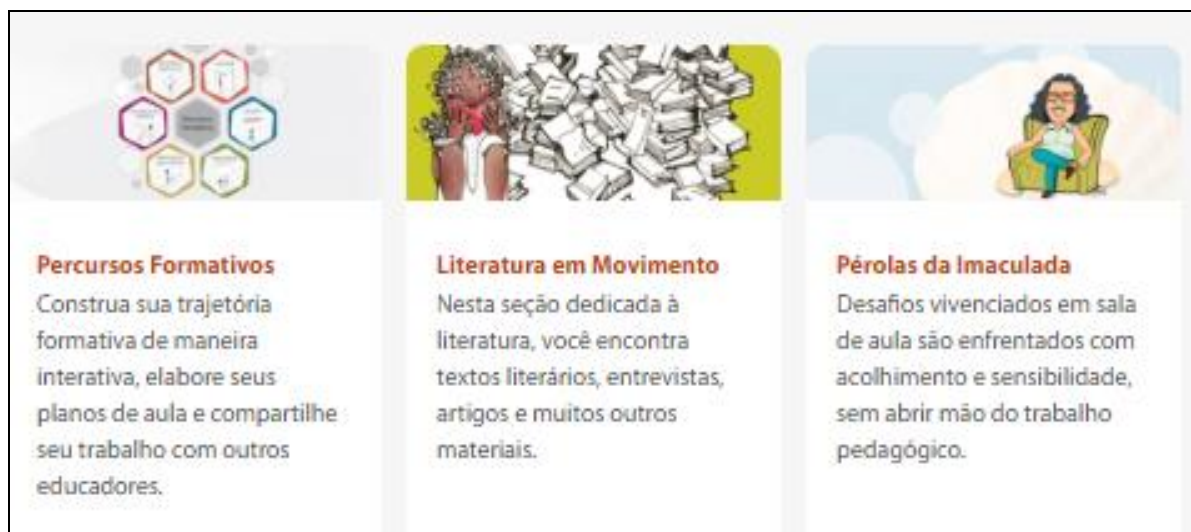 Percursos Formativos
Construa sua trajetória
formativa de maneira
interativa, elabore seus
planos de aula e compartilhe
seu trabalho com outros
educadores.
Literatura em Movimento
Nesta seção dedicada à
literatura, você encontra
textos literários, entrevistas,
artigos e muitos outros
materiais.
Pérolas da Imaculada
Desafios vivenciados em sala
de aula são enfrentados com
acolhimento e sensibilidade,
sem abrir mão do trabalho
pedagógico.